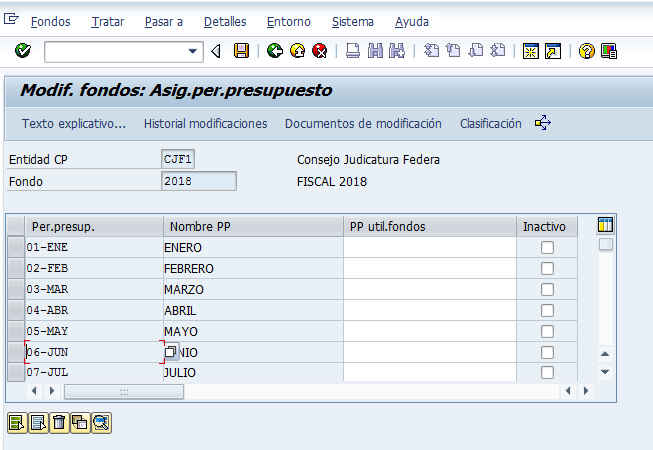 Fondos Tratar Pasar a Detalles Entorno Sistema Ayuda
Modif. fondos: Asig.per.presupuesto
Texto explicativo... Historial modificaciones Documentos de modificación Clasificación
Entidad CP CJF1 Consejo Judicatura Federa
Fondo 2018 FISCAL 2018
Per.presup. Nombre PP PP util.fondos Inactivo
01-ENE ENERO
02-FEB FEBRERO
03-MAR MARZO
04-ABR ABRIL
05-MAY MAYO
06-JUN NIO
07-JUL JULIO